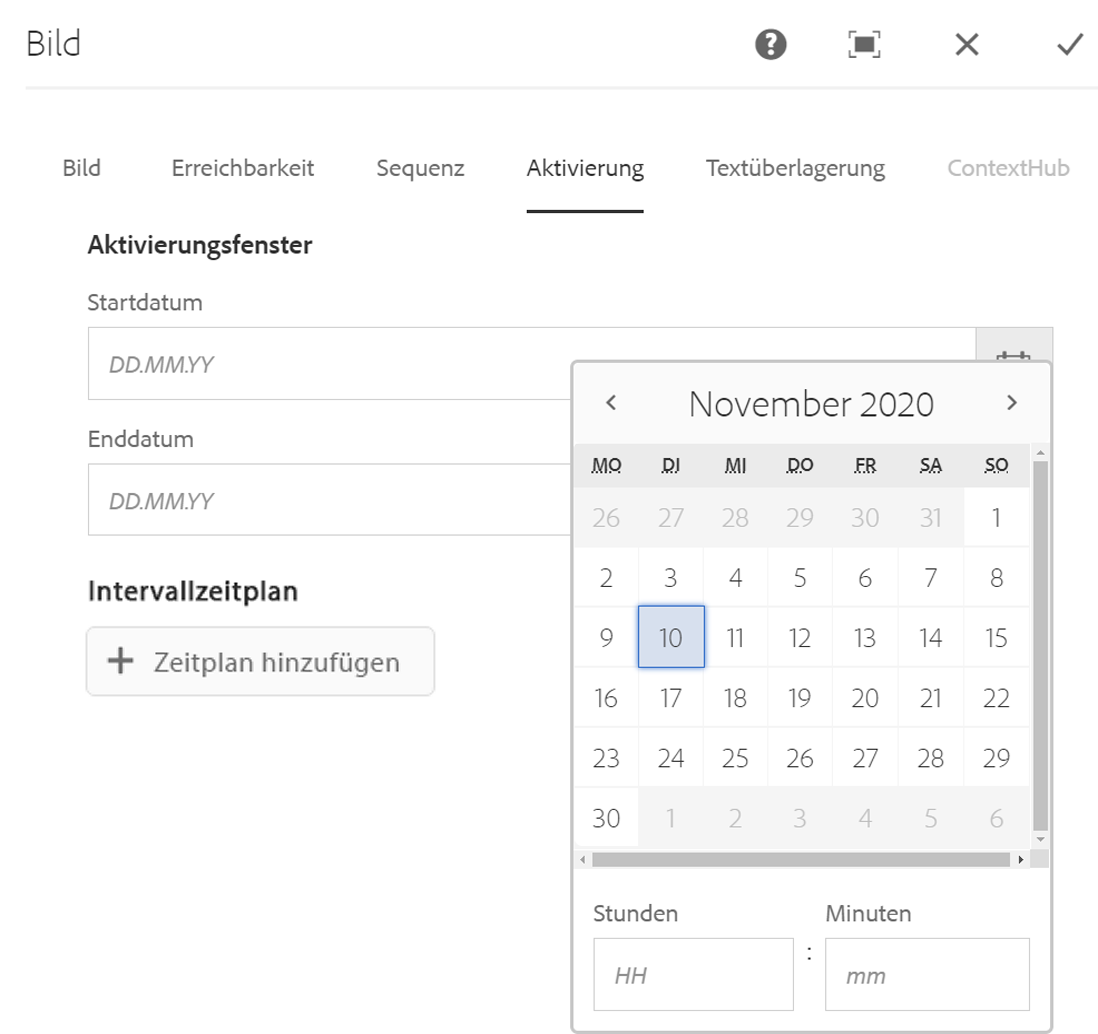 Bild
Bild Erreichbarkeit Sequenz Aktivierung Textüberlagerung ContextHub
Aktivierungsfenster
Startdatum
DD.MM.YY
Enddatum
DD.MM.YY
Intervallzeitplan
+ Zeitplan hinzufügen
November 2020
MO DI MI DO FR SA SO
26 27 28 29 30 31 1
2 3 4 5 6 7 8
9 10 11 12 13 14 15
16 17 18 19 20 21 22
23 24 25 26 27 28 29
30 1 2 3 4 5 6
Stunden Minuten
HH : mm